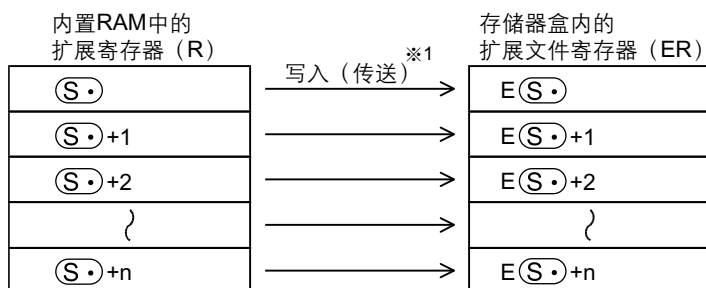 内置RAM中的
扩展寄存器（R）
存储器盒内的
扩展文件寄存器（ER）
写入（传送）※1
S・ E S・
S・+1 E S・+1
S・+2 E S・+2
S・+n E S・+n